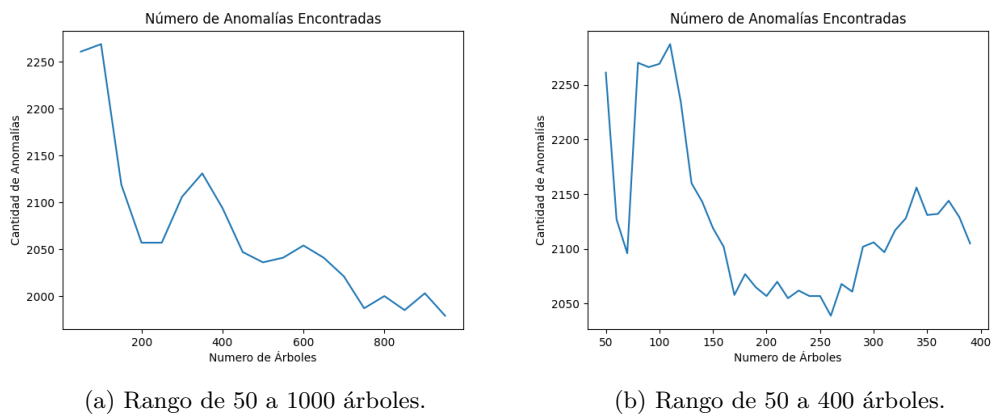 Número de Anomalías Encontradas
Cantidad de Anomalías
2250
2200
2150
2100
2050
2000
200
400
600
800
Numero de Árboles
(a) Rango de 50 a 1000 árboles.
Número de Anomalías Encontradas
Cantidad de Anomalías
2250
2200
2150
2100
2050
50
100
150
200
250
300
350
400
Numero de Árboles
(b) Rango de 50 a 400 árboles.